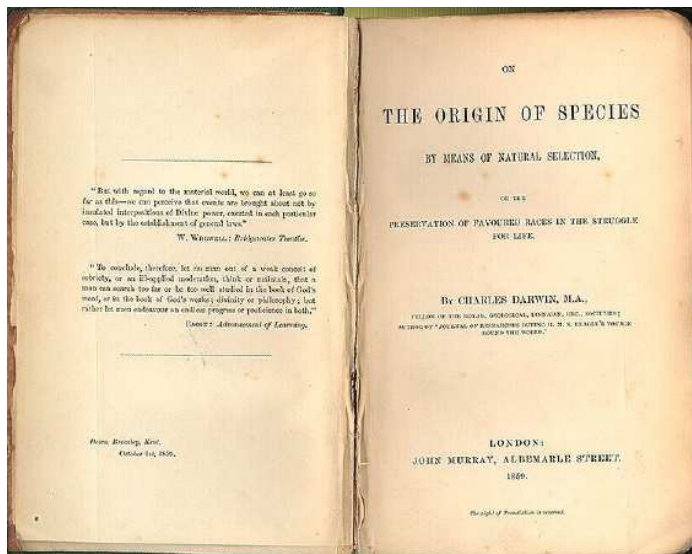 "But with regard to the material world, we can at least go so
far as this—we can perceive that events are brought about not by
insulated interpositions of Divine power, exerted in each particular
case, but by the establishment of general laws."
W. Whewell: Bridgewater Treatise.
"To conclude, therefore, let no man out of a weak conceit of
sobriety, or an ill-applied moderation, think or maintain, that a
man can search too far or be too well studied in the book of God's
word, or in the book of God's works; divinity or philosophy; but
rather let men endeavour an endless progress or proficience in both."
Bacon: Advancement of Learning.
Down, Bromley, Kent,
October 1st, 1859.
ON
THE ORIGIN OF SPECIES
BY MEANS OF NATURAL SELECTION,
OR THE
PRESERVATION OF FAVOURED RACES IN THE STRUGGLE
FOR LIFE.
By CHARLES DARWIN, M.A.,
FELLOW OF THE ROYAL, GEOLOGICAL, LINNÆAN, ETC., SOCIETIES;
AUTHOR OF 'JOURNAL OF RESEARCHES DURING H. M. S. BEAGLE'S VOYAGE
ROUND THE WORLD.'
LONDON:
JOHN MURRAY, ALBEMARLE STREET.
1859.
The right of Translation is reserved.